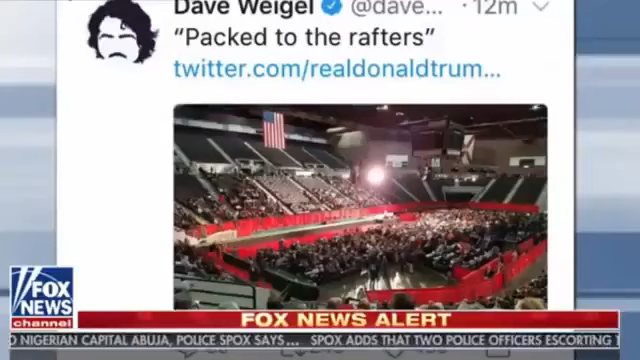 Dave Weigel @dave... · 12m
“Packed to the rafters”
twitter.com/realdonaldtrum...
FOX
NEWS
channel
FOX NEWS ALERT
O NIGERIAN CAPITAL ABUJA, POLICE SPOX SAYS... SPOX ADDS THAT TWO POLICE OFFICERS ESCORTING